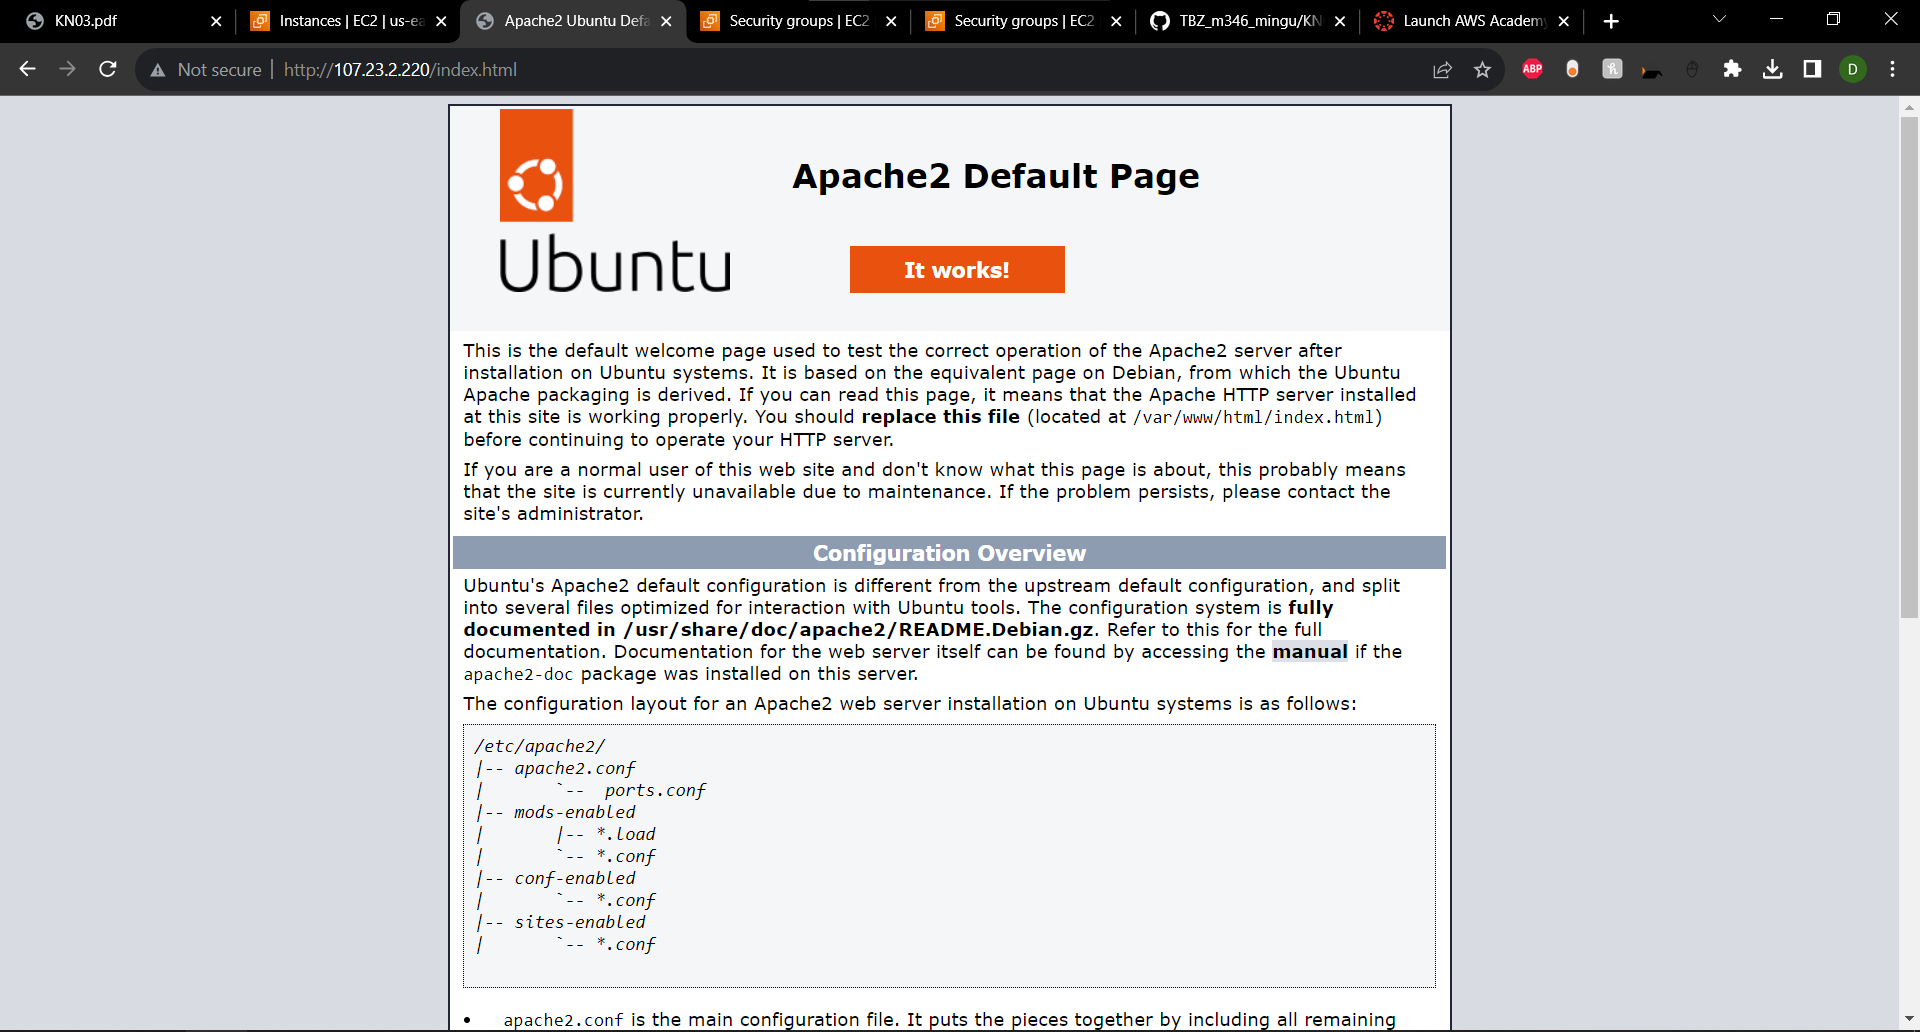 KN03.pdf
Instances | EC2 | us-ea
Apache2 Ubuntu Defa
Security groups | EC2
Security groups | EC2
TBZ_m346_mingu/KN
Launch AWS Academy
Not secure | http://107.23.2.220/index.html
ABP
D
Ubuntu
Apache2 Default Page
It works!
This is the default welcome page used to test the correct operation of the Apache2 server after
installation on Ubuntu systems. It is based on the equivalent page on Debian, from which the Ubuntu
Apache packaging is derived. If you can read this page, it means that the Apache HTTP server installed
at this site is working properly. You should replace this file (located at /var/www/html/index.html)
before continuing to operate your HTTP server.
If you are a normal user of this web site and don't know what this page is about, this probably means
that the site is currently unavailable due to maintenance. If the problem persists, please contact the
site's administrator.
Configuration Overview
Ubuntu's Apache2 default configuration is different from the upstream default configuration, and split
into several files optimized for interaction with Ubuntu tools. The configuration system is fully
documented in /usr/share/doc/apache2/README.Debian.gz. Refer to this for the full
documentation. Documentation for the web server itself can be found by accessing the manual if the
apache2-doc package was installed on this server.
The configuration layout for an Apache2 web server installation on Ubuntu systems is as follows:
/etc/apache2/
|-- apache2.conf
|       `--  ports.conf
|-- mods-enabled
|       |-- *.load
|       `-- *.conf
|-- conf-enabled
|       `-- *.conf
|-- sites-enabled
|       `-- *.conf
• apache2.conf is the main configuration file. It puts the pieces together by including all remaining